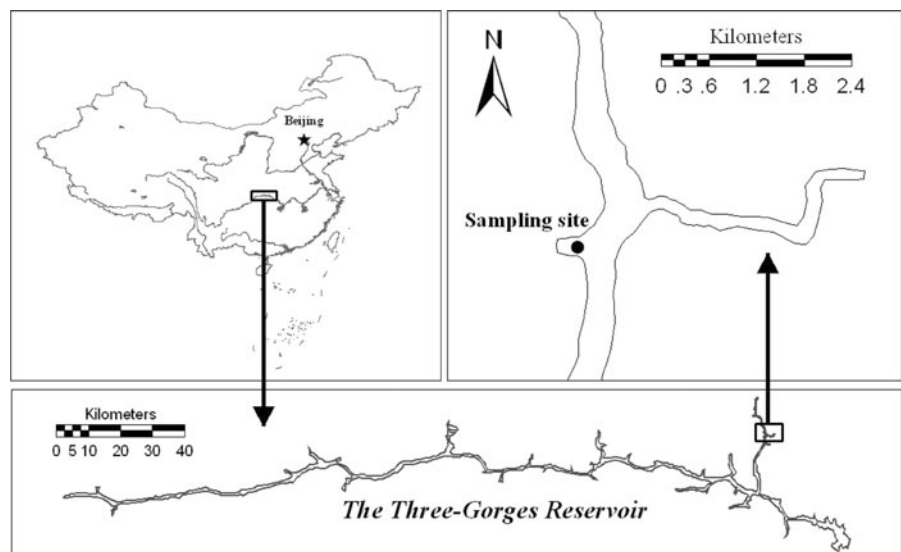 Beijing
N
Kilometers
0 .3 .6 1.2 1.8 2.4
Sampling site
Kilometers
0 5 10 20 30 40
The Three-Gorges Reservoir